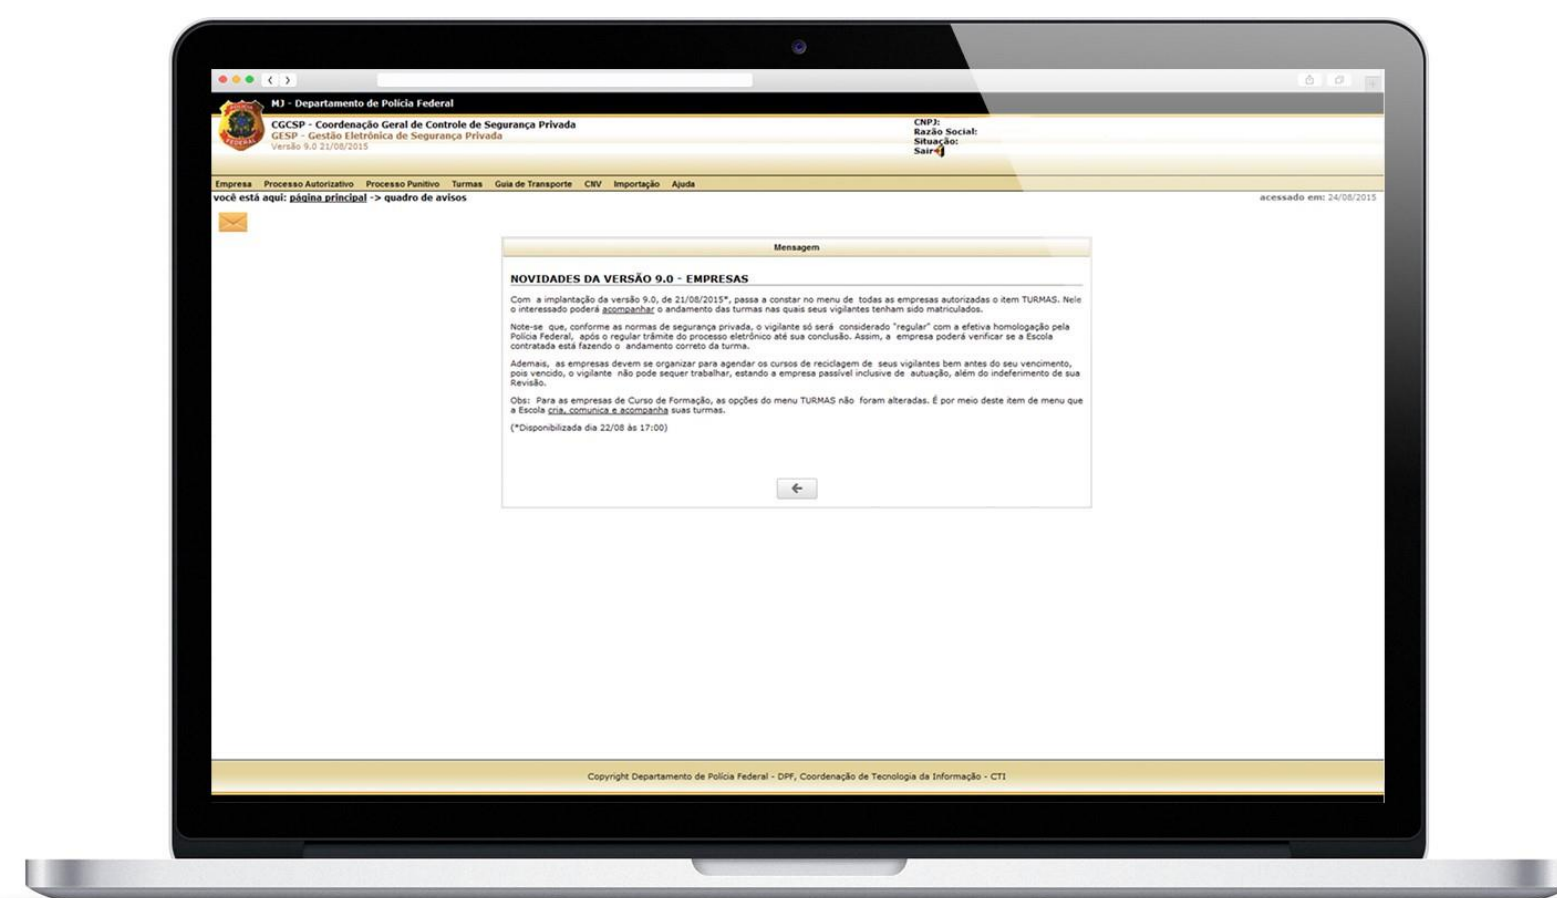 MJ - Departamento de Polícia Federal
CGCSP - Coordenação Geral de Controle de Segurança Privada
GESP - Gestão Eletrônica de Segurança Privada
Versão 9.0 21/08/2015
CNPJ:
Razão Social:
Situação:
Sair
Empresa Processo Autorizativo Processo Punitivo Turmas Guia de Transporte CNV Importação Ajuda
você está aqui: página principal -> quadro de avisos
acessado em: 24/08/2015
Mensagem
NOVIDADES DA VERSÃO 9.0 - EMPRESAS
Com a implantação da versão 9.0, de 21/08/2015*, passa a constar no menu de todas as empresas autorizadas o item TURMAS. Nele
o interessado poderá acompanhar o andamento das turmas nas quais seus vigilantes tenham sido matriculados.
Note-se que, conforme as normas de segurança privada, o vigilante só será considerado "regular" com a efetiva homologação pela
Polícia Federal, após o regular trâmite do processo eletrônico até sua conclusão. Assim, a empresa poderá verificar se a Escola
contratada está fazendo o andamento correto da turma.
Ademais, as empresas devem se organizar para agendar os cursos de reciclagem de seus vigilantes bem antes do seu vencimento,
pois vencido, o vigilante não pode sequer trabalhar, estando a empresa passível inclusive de autuação, além do indeferimento de sua
Revisão.
Obs: Para as empresas de Curso de Formação, as opções do menu TURMAS não foram alteradas. É por meio deste item de menu que
a Escola cria, comunica e acompanha suas turmas.
(*Disponibilizada dia 22/08 às 17:00)
Copyright Departamento de Polícia Federal - DPF, Coordenação de Tecnologia da Informação - CTI